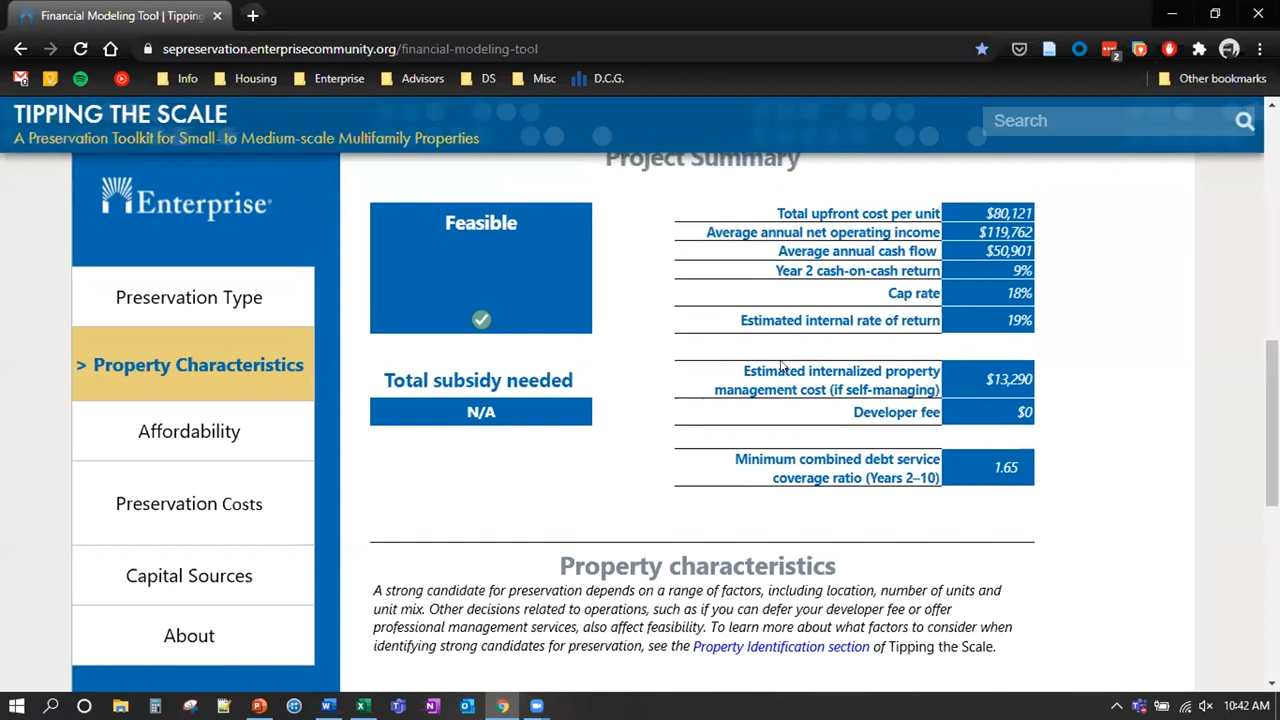 Financial Modeling Tool | Tipping
sepreservation.enterprisecommunity.org/financial-modeling-tool
2
Info
Housing
Enterprise
Advisors
DS
Misc
D.C.G.
Other bookmarks
TIPPING THE SCALE
A Preservation Toolkit for Small- to Medium-scale Multifamily Properties
Search
Enterprise
Preservation Type
> Property Characteristics
Affordability
Preservation Costs
Capital Sources
About
Project Summary
Feasible
Total subsidy needed
N/A
Total upfront cost per unit $80,121
Average annual net operating income $119,762
Average annual cash flow $50,901
Year 2 cash-on-cash return 9%
Cap rate 18%
Estimated internal rate of return 19%
Estimated internalized property
management cost (if self-managing) $13,290
Developer fee $0
Minimum combined debt service
coverage ratio (Years 2–10) 1.65
Property characteristics
A strong candidate for preservation depends on a range of factors, including location, number of units and
unit mix. Other decisions related to operations, such as if you can defer your developer fee or offer
professional management services, also affect feasibility. To learn more about what factors to consider when
identifying strong candidates for preservation, see the Property Identification section of Tipping the Scale.
10:42 AM